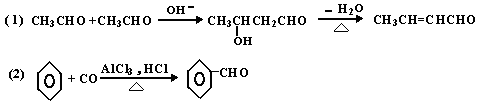 (1) CH₃CHO + CH₃CHO OH⁻ CH₃CHCH₂CHO - H₂O △ CH₃CH=CHCHO
OH
(2) + CO AlCl₃,HCl △ CHO